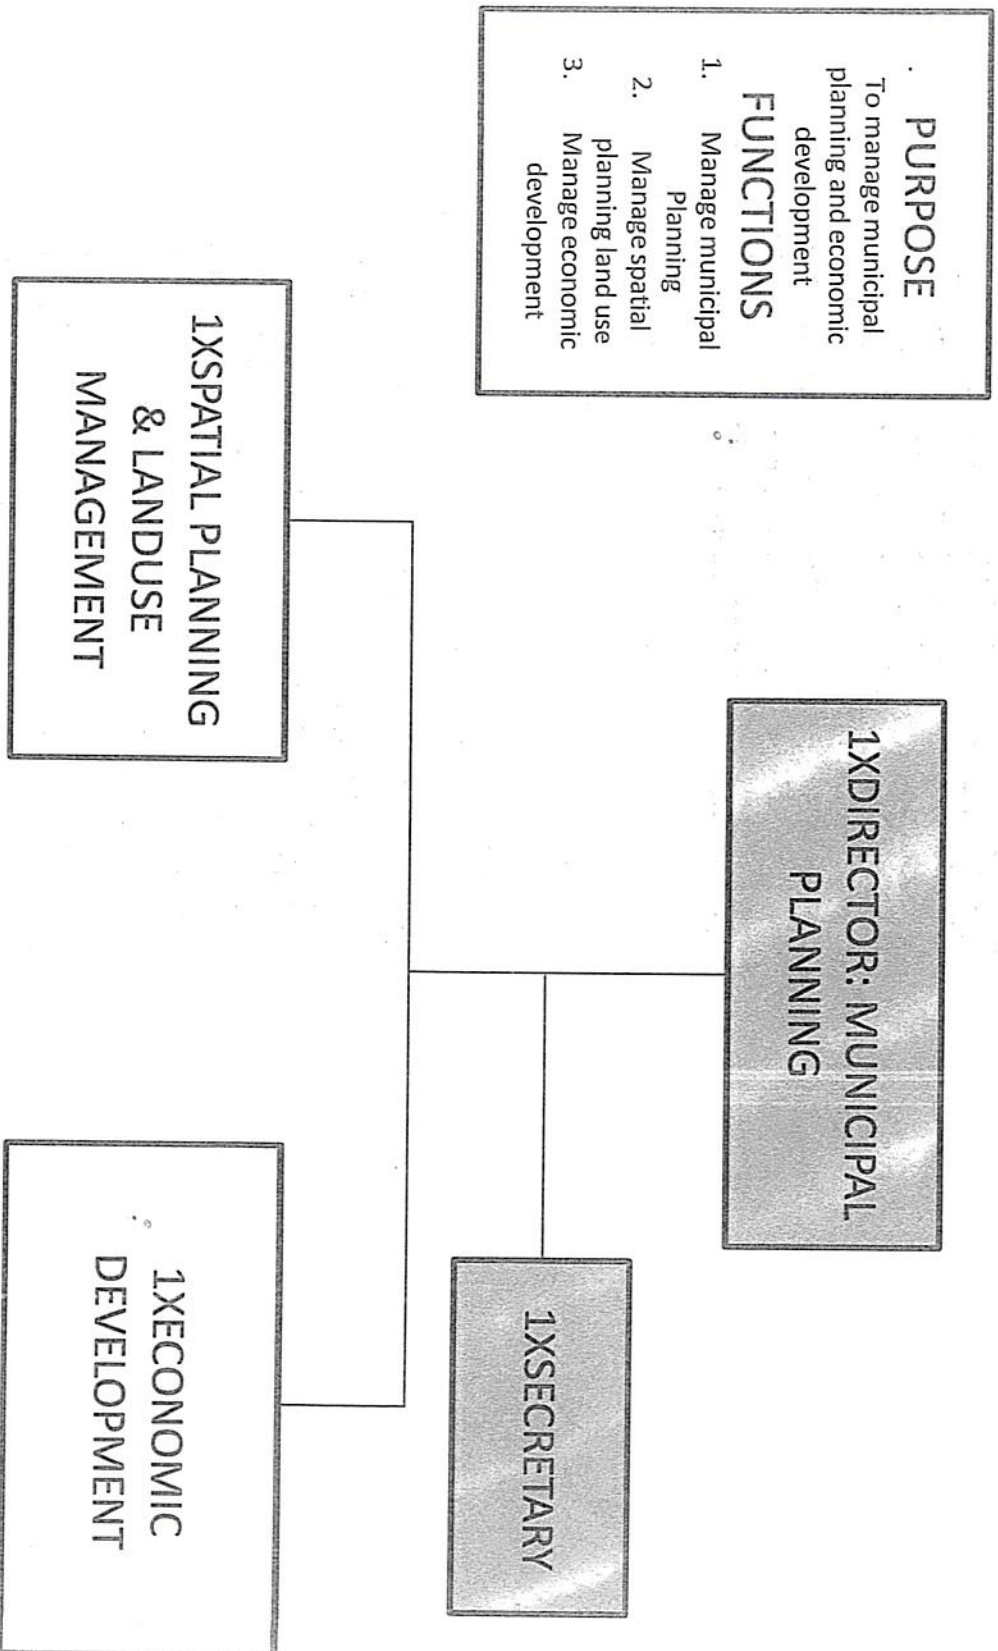 PURPOSE
To manage municipal
planning and economic
development
FUNCTIONS
1. Manage municipal
Planning
2. Manage spatial
planning land use
3. Manage economic
development
1XDIRECTOR: MUNICIPAL
PLANNING
1XSECRETARY
1XSPATIAL PLANNING
& LANDUSE
MANAGEMENT
1XECONOMIC
DEVELOPMENT